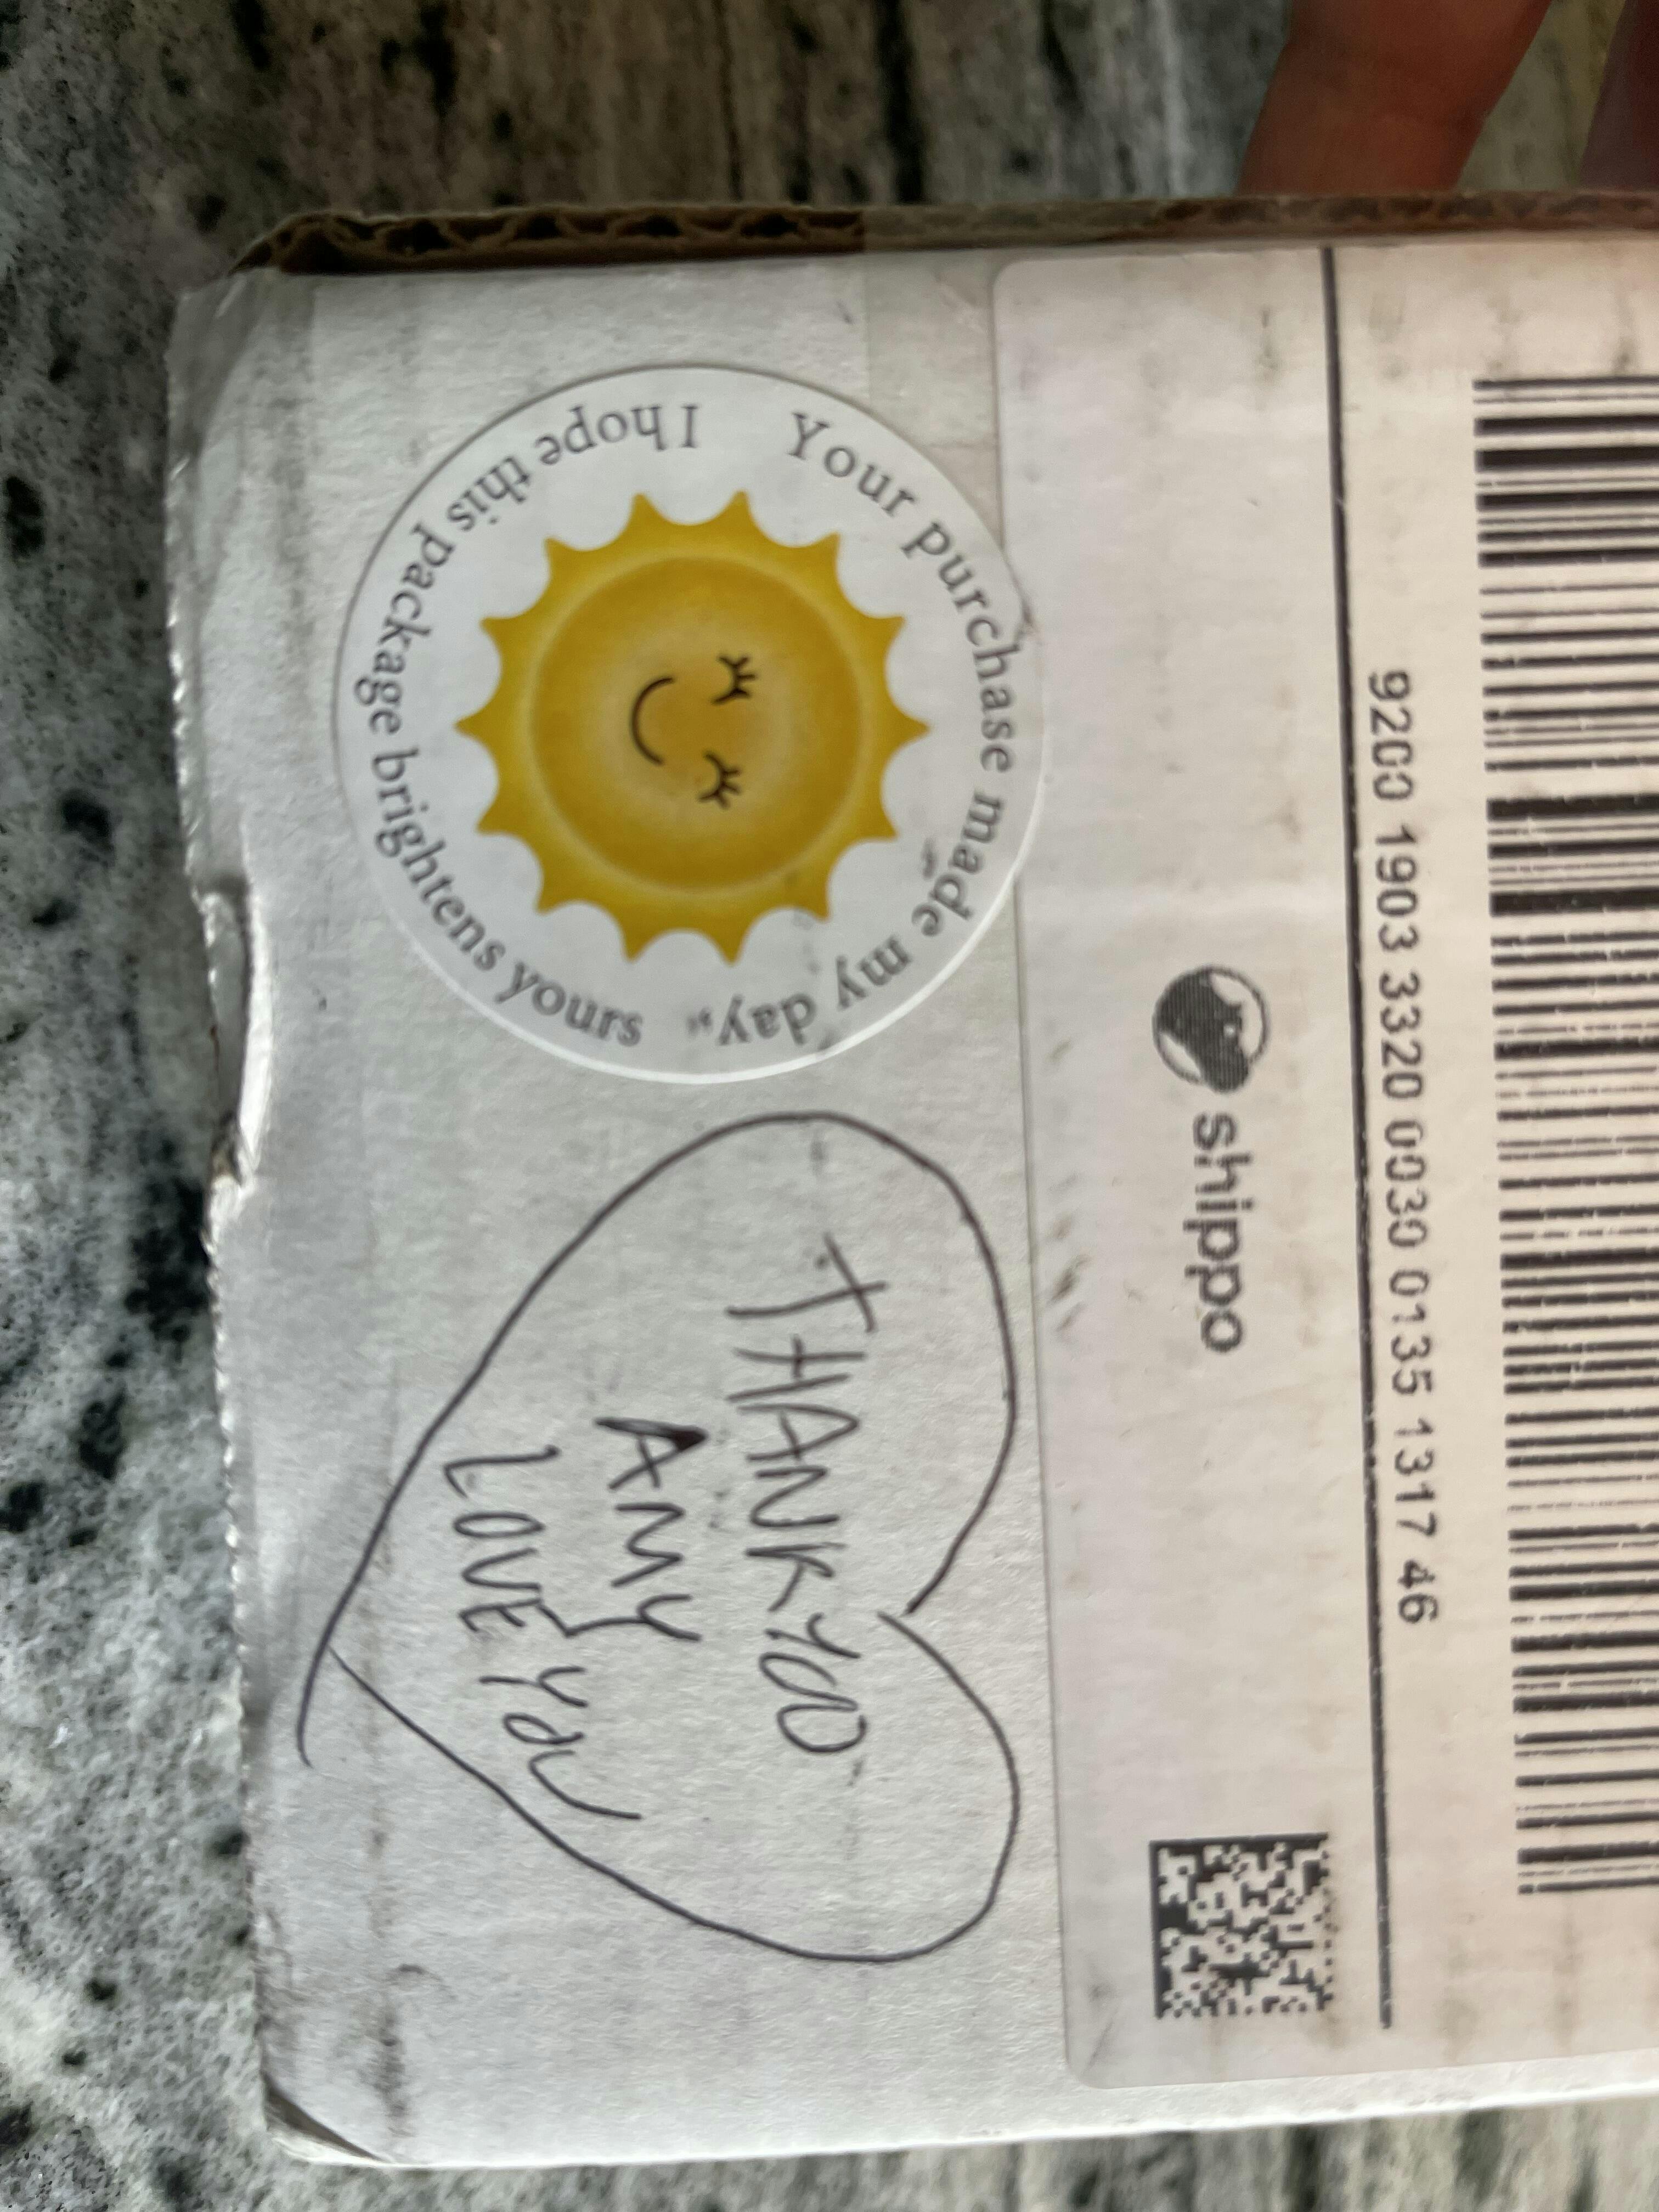 9200 1903 3320 0030 0135 1317 46
shippo
Your purchase made my day,
I hope this package brightens yours
THANK YOU
AMY
LOVE YOU